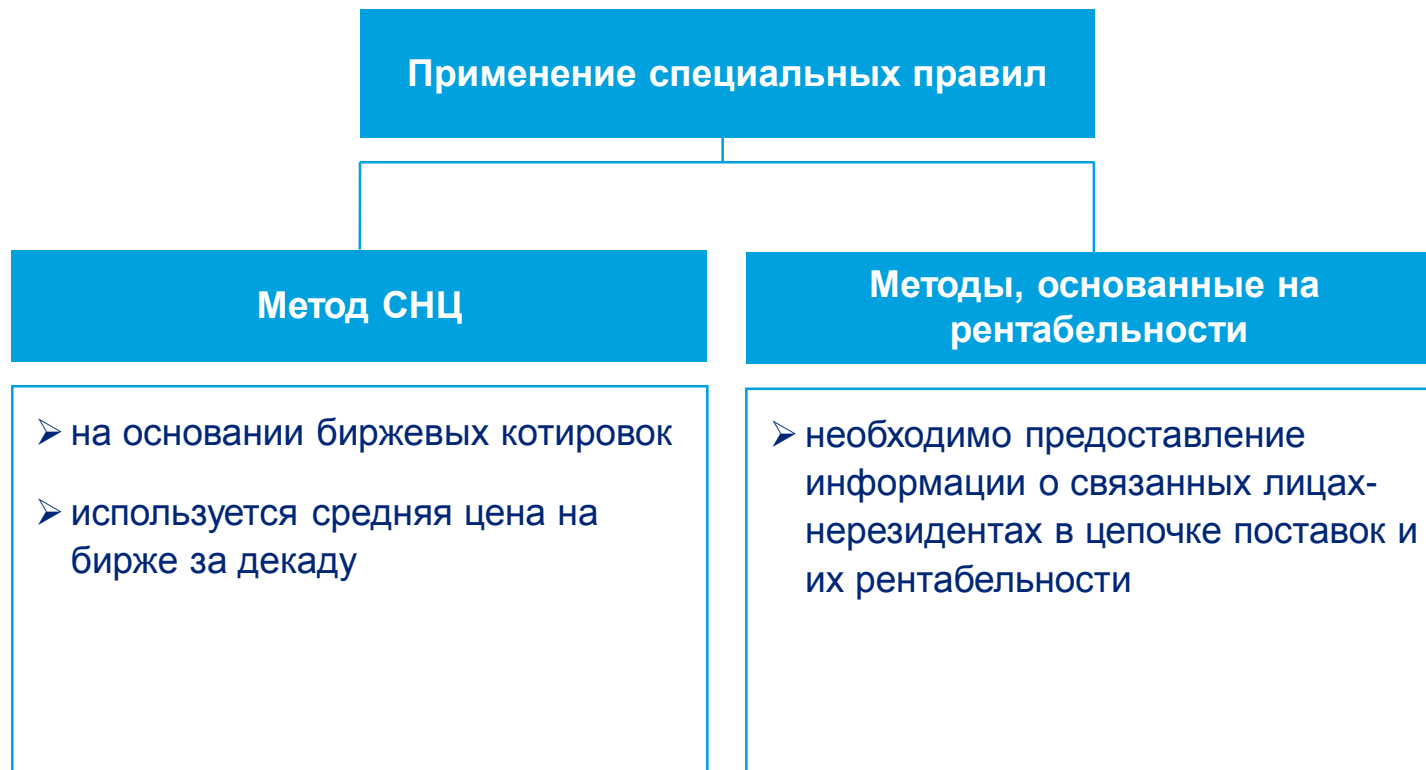 Применение специальных правил
Метод СНЦ
➢ на основании биржевых котировок
➢ используется средняя цена на
бирже за декаду
Методы, основанные на
рентабельности
➢ необходимо предоставление
информации о связанных лицах-
нерезидентах в цепочке поставок и
их рентабельности